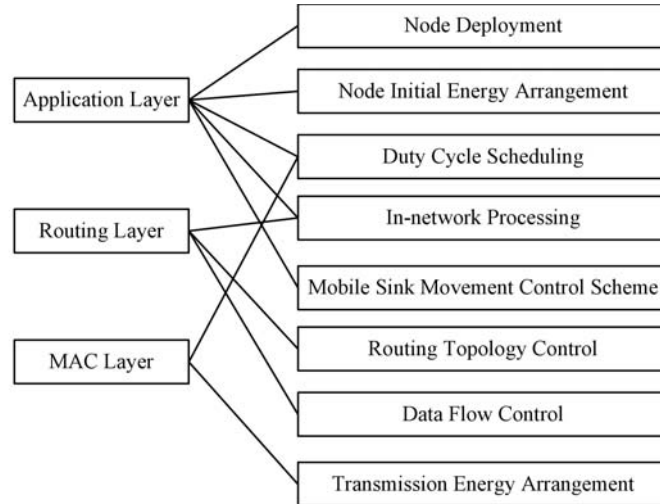 Application Layer
Routing Layer
MAC Layer
Node Deployment
Node Initial Energy Arrangement
Duty Cycle Scheduling
In-network Processing
Mobile Sink Movement Control Scheme
Routing Topology Control
Data Flow Control
Transmission Energy Arrangement